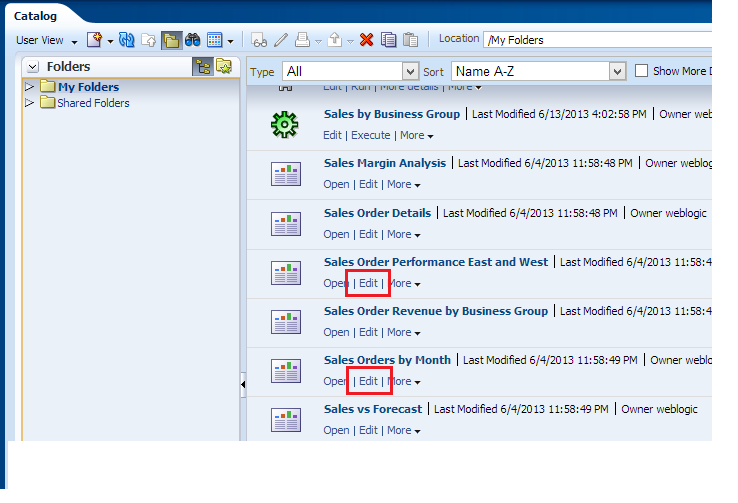 Catalog
User View
Location /My Folders
Folders
My Folders
Shared Folders
Type All Sort Name A-Z Show More D
Edit | Run | More details | More
Sales by Business Group | Last Modified 6/13/2013 4:02:58 PM | Owner web
Edit | Execute | More
Sales Margin Analysis | Last Modified 6/4/2013 11:58:48 PM | Owner weblog
Open | Edit | More
Sales Order Details | Last Modified 6/4/2013 11:58:48 PM | Owner weblogic
Open | Edit | More
Sales Order Performance East and West | Last Modified 6/4/2013 11:58:4
Open | Edit | More
Sales Order Revenue by Business Group | Last Modified 6/4/2013 11:58:4
Open | Edit | More
Sales Orders by Month | Last Modified 6/4/2013 11:58:49 PM | Owner weblo
Open | Edit | More
Sales vs Forecast | Last Modified 6/4/2013 11:58:49 PM | Owner weblogic
Open | Edit | More